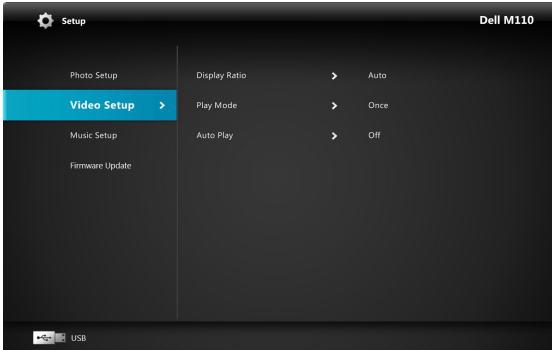 Setup
Dell M110
Photo Setup
Display Ratio
Auto
Video Setup
Play Mode
Once
Music Setup
Auto Play
Off
Firmware Update
USB